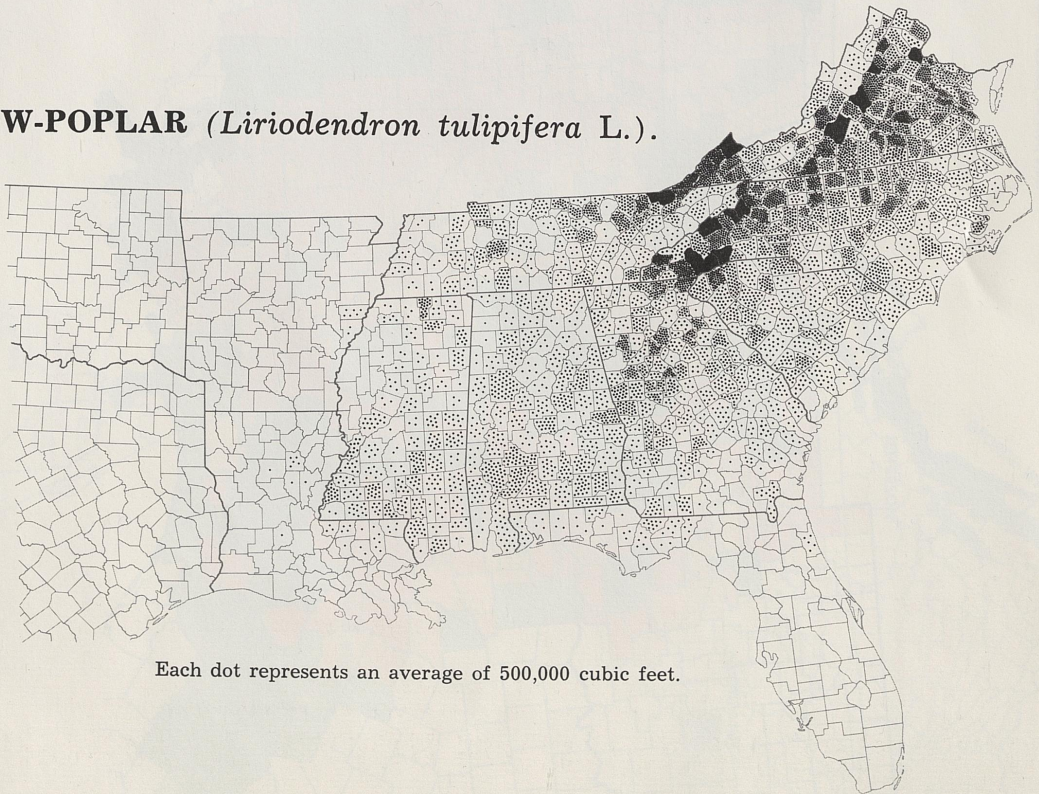 W-POPLAR (Liriodendron tulipifera L.).
Each dot represents an average of 500,000 cubic feet.